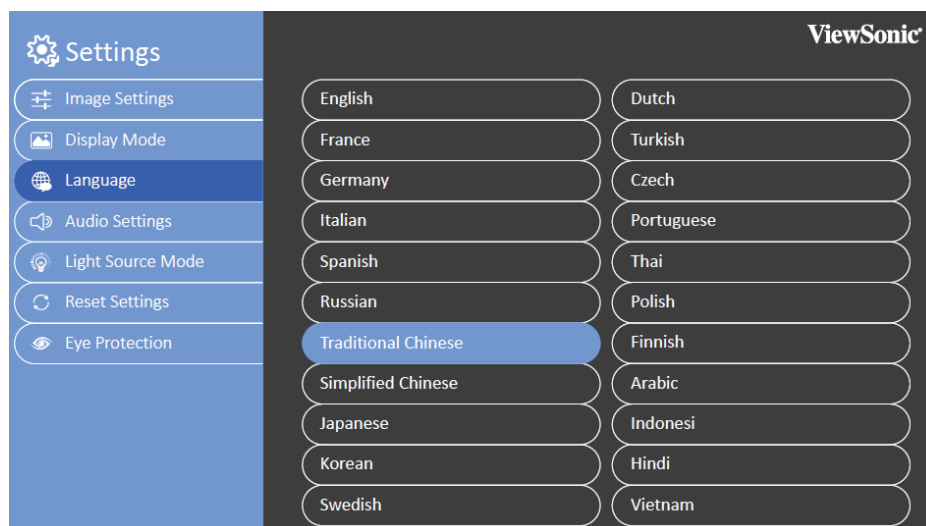 ViewSonic
Settings
Image Settings
Display Mode
Language
Audio Settings
Light Source Mode
Reset Settings
Eye Protection
English
France
Germany
Italian
Spanish
Russian
Traditional Chinese
Simplified Chinese
Japanese
Korean
Swedish
Dutch
Turkish
Czech
Portuguese
Thai
Polish
Finnish
Arabic
Indonesi
Hindi
Vietnam